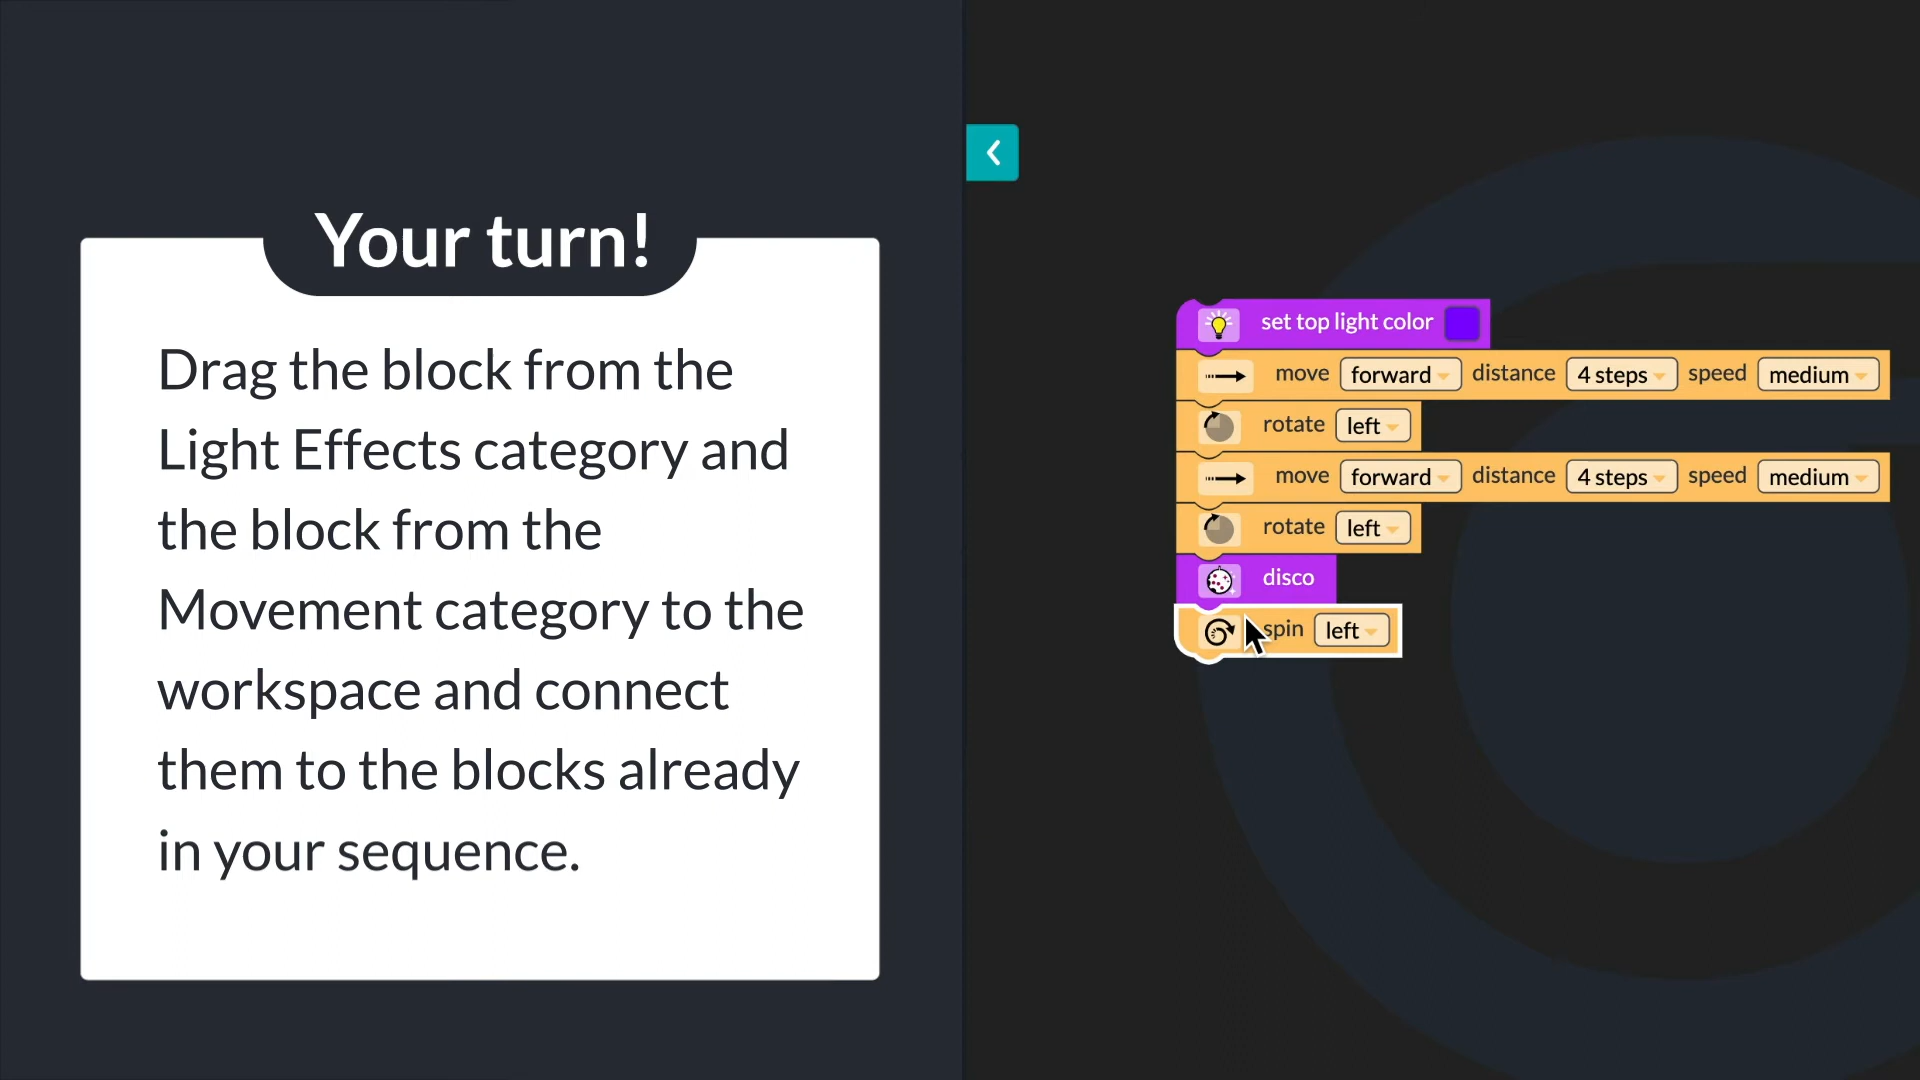 Your turn!
Drag the block from the
Light Effects category and
the block from the
Movement category to the
workspace and connect
them to the blocks already
in your sequence.
set top light color
move forward distance 4 steps speed medium
rotate left
move forward distance 4 steps speed medium
rotate left
disco
spin left